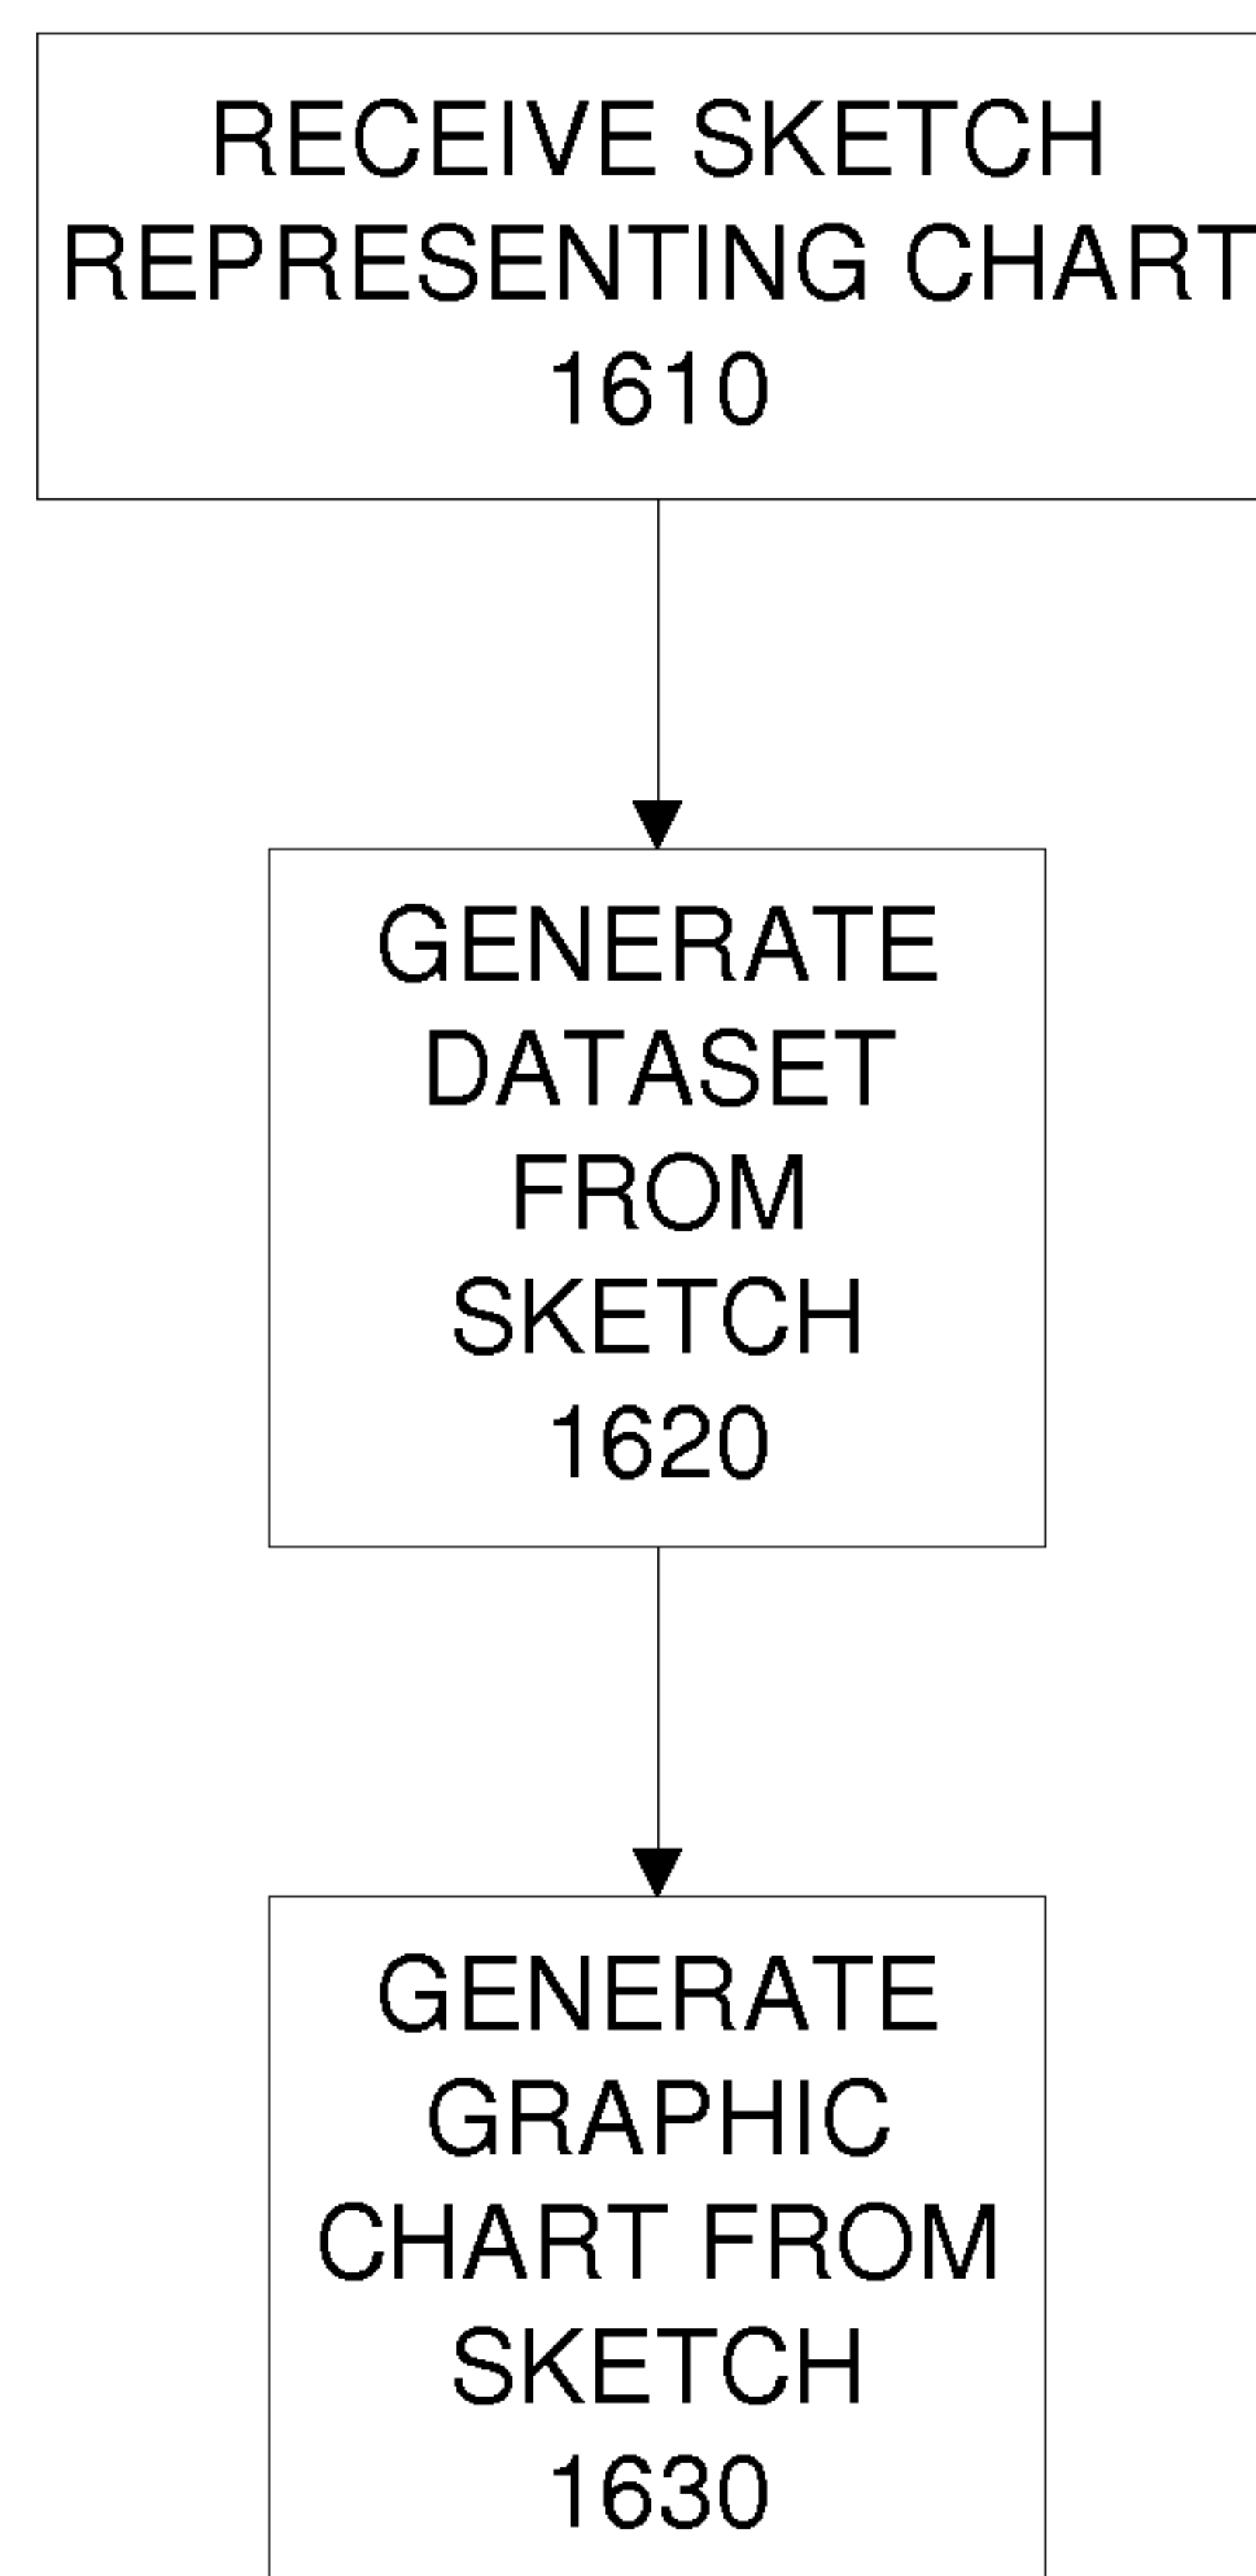 RECEIVE SKETCH
REPRESENTING CHART
1610
GENERATE
DATASET
FROM
SKETCH
1620
GENERATE
GRAPHIC
CHART FROM
SKETCH
1630